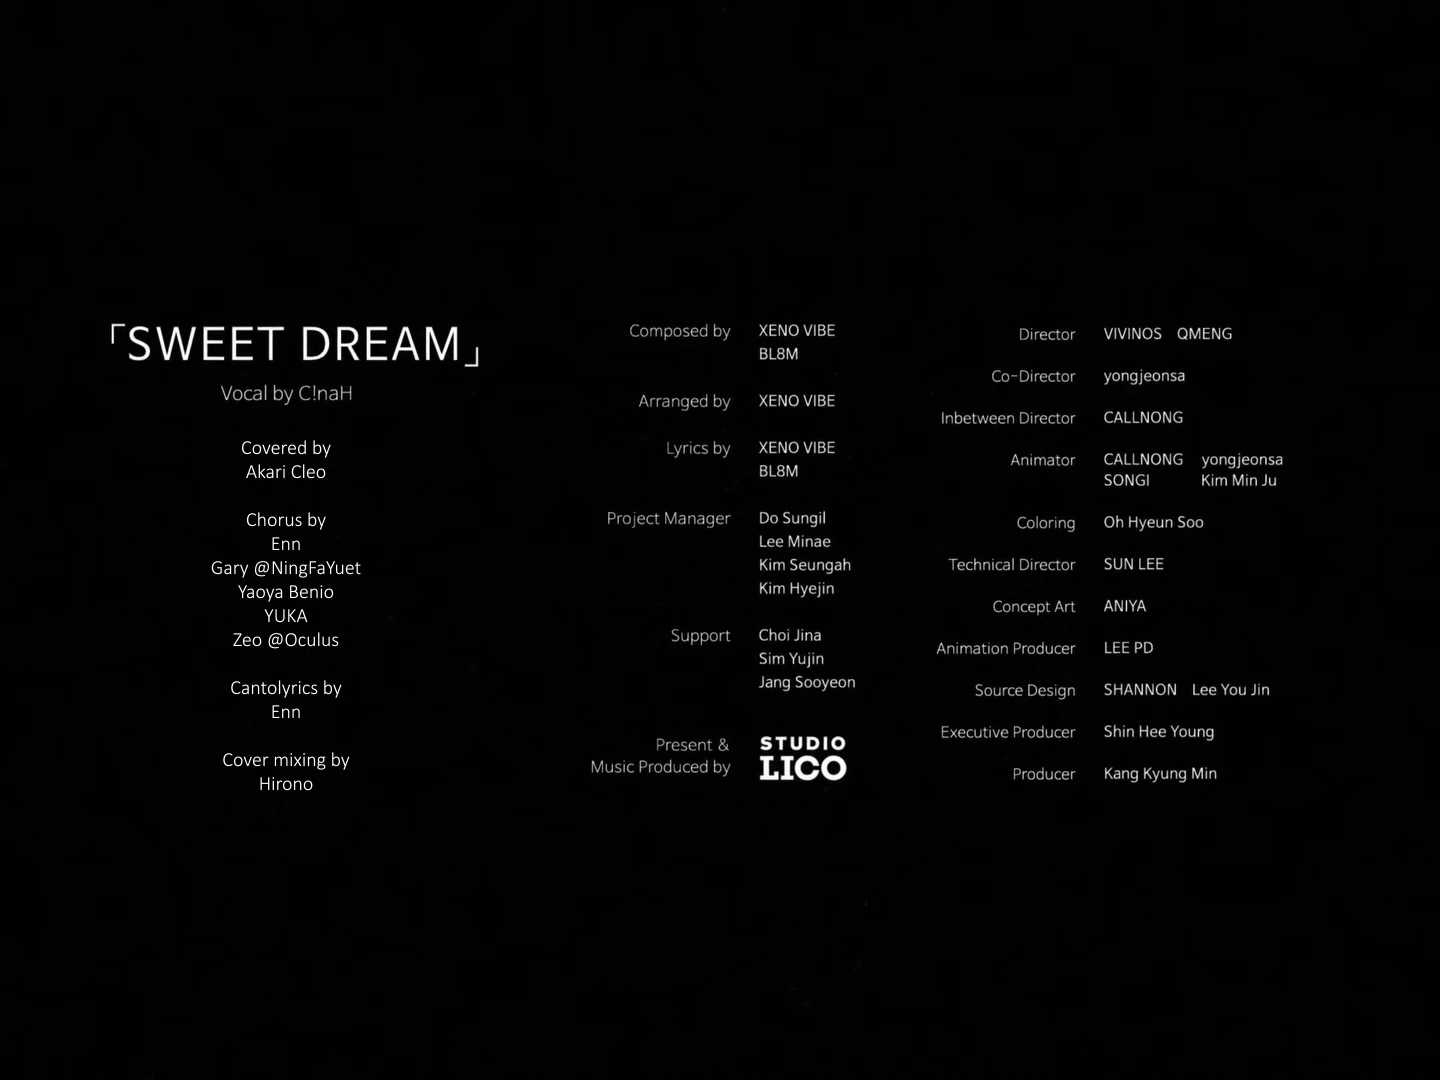 「SWEET DREAM」
Vocal by C!naH
Covered by
Akari Cleo
Chorus by
Enn
Gary @NingFaYuet
Yaoya Benio
YUKA
Zeo @Oculus
Cantolyrics by
Enn
Cover mixing by
Hirono
Composed by XENO VIBE
BL8M
Arranged by XENO VIBE
Lyrics by XENO VIBE
BL8M
Project Manager Do Sungil
Lee Minae
Kim Seungah
Kim Hyejin
Support Choi Jina
Sim Yujin
Jang Sooyeon
Present &
Music Produced by
STUDIO
LICO
Director VIVINOS QMENG
Co-Director yongjeonsa
Inbetween Director CALLNONG
Animator CALLNONG yongjeonsa
SONGI Kim Min Ju
Coloring Oh Hyeun Soo
Technical Director SUN LEE
Concept Art ANIYA
Animation Producer LEE PD
Source Design SHANNON Lee You Jin
Executive Producer Shin Hee Young
Producer Kang Kyung Min